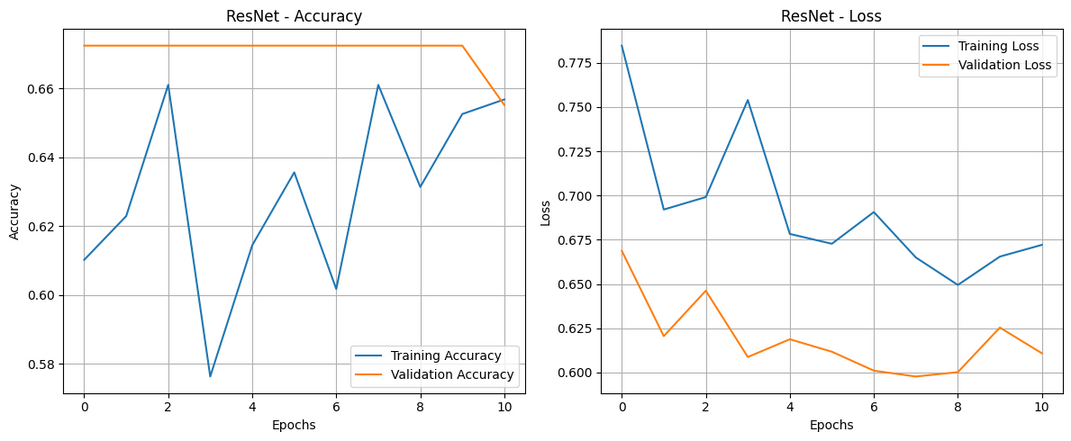 ResNet - Accuracy
0.66
0.64
0.62
0.60
0.58
Accuracy
0 2 4 6 8 10
Epochs
Training Accuracy
Validation Accuracy
ResNet - Loss
0.775
0.750
0.725
0.700
0.675
0.650
0.625
0.600
Loss
0 2 4 6 8 10
Epochs
Training Loss
Validation Loss